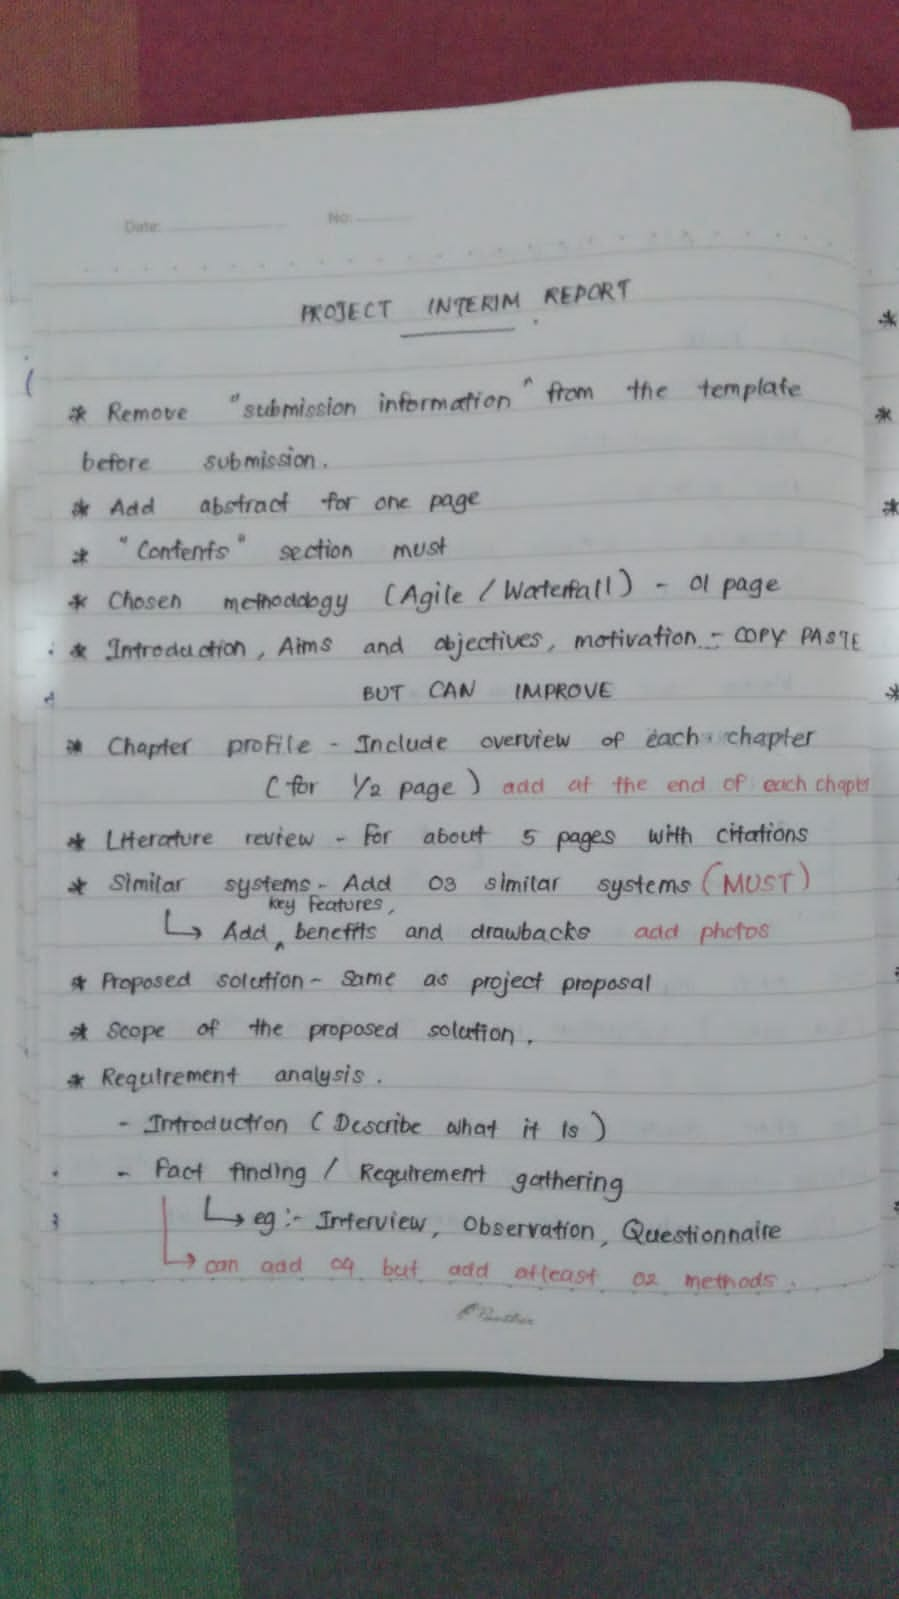 Date: No:
PROJECT INTERIM REPORT
* Remove "submission information" from the template
before submission.
* Add abstract for one page
* "Contents" section must
* Chosen methodology (Agile / Waterfall) - 01 page
* Introduction, Aims and objectives, motivation - COPY PASTE
BUT CAN IMPROVE
* Chapter profile - Include overview of each chapter
(for 1/2 page) add at the end of each chapter
* Literature review - For about 5 pages with citations
* Similar systems - Add 03 similar systems (MUST)
key features,
↳ Add ^ benefits and drawbacks add photos
* Proposed solution - Same as project proposal
* Scope of the proposed solution.
* Requirement analysis.
- Introduction (Describe what it is)
- Fact finding / Requirement gathering
↳ eg :- Interview, Observation, Questionnaire
↳ can add 04 but add atleast 02 methods.